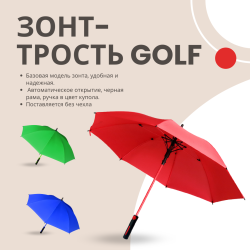 ЗОНТ-
ТРОСТЬ GOLF
• Базовая модель зонта, удобная и
надежная.
• Автоматическое открытие, черная
рама, ручка в цвет купола.
• Поставляется без чехла